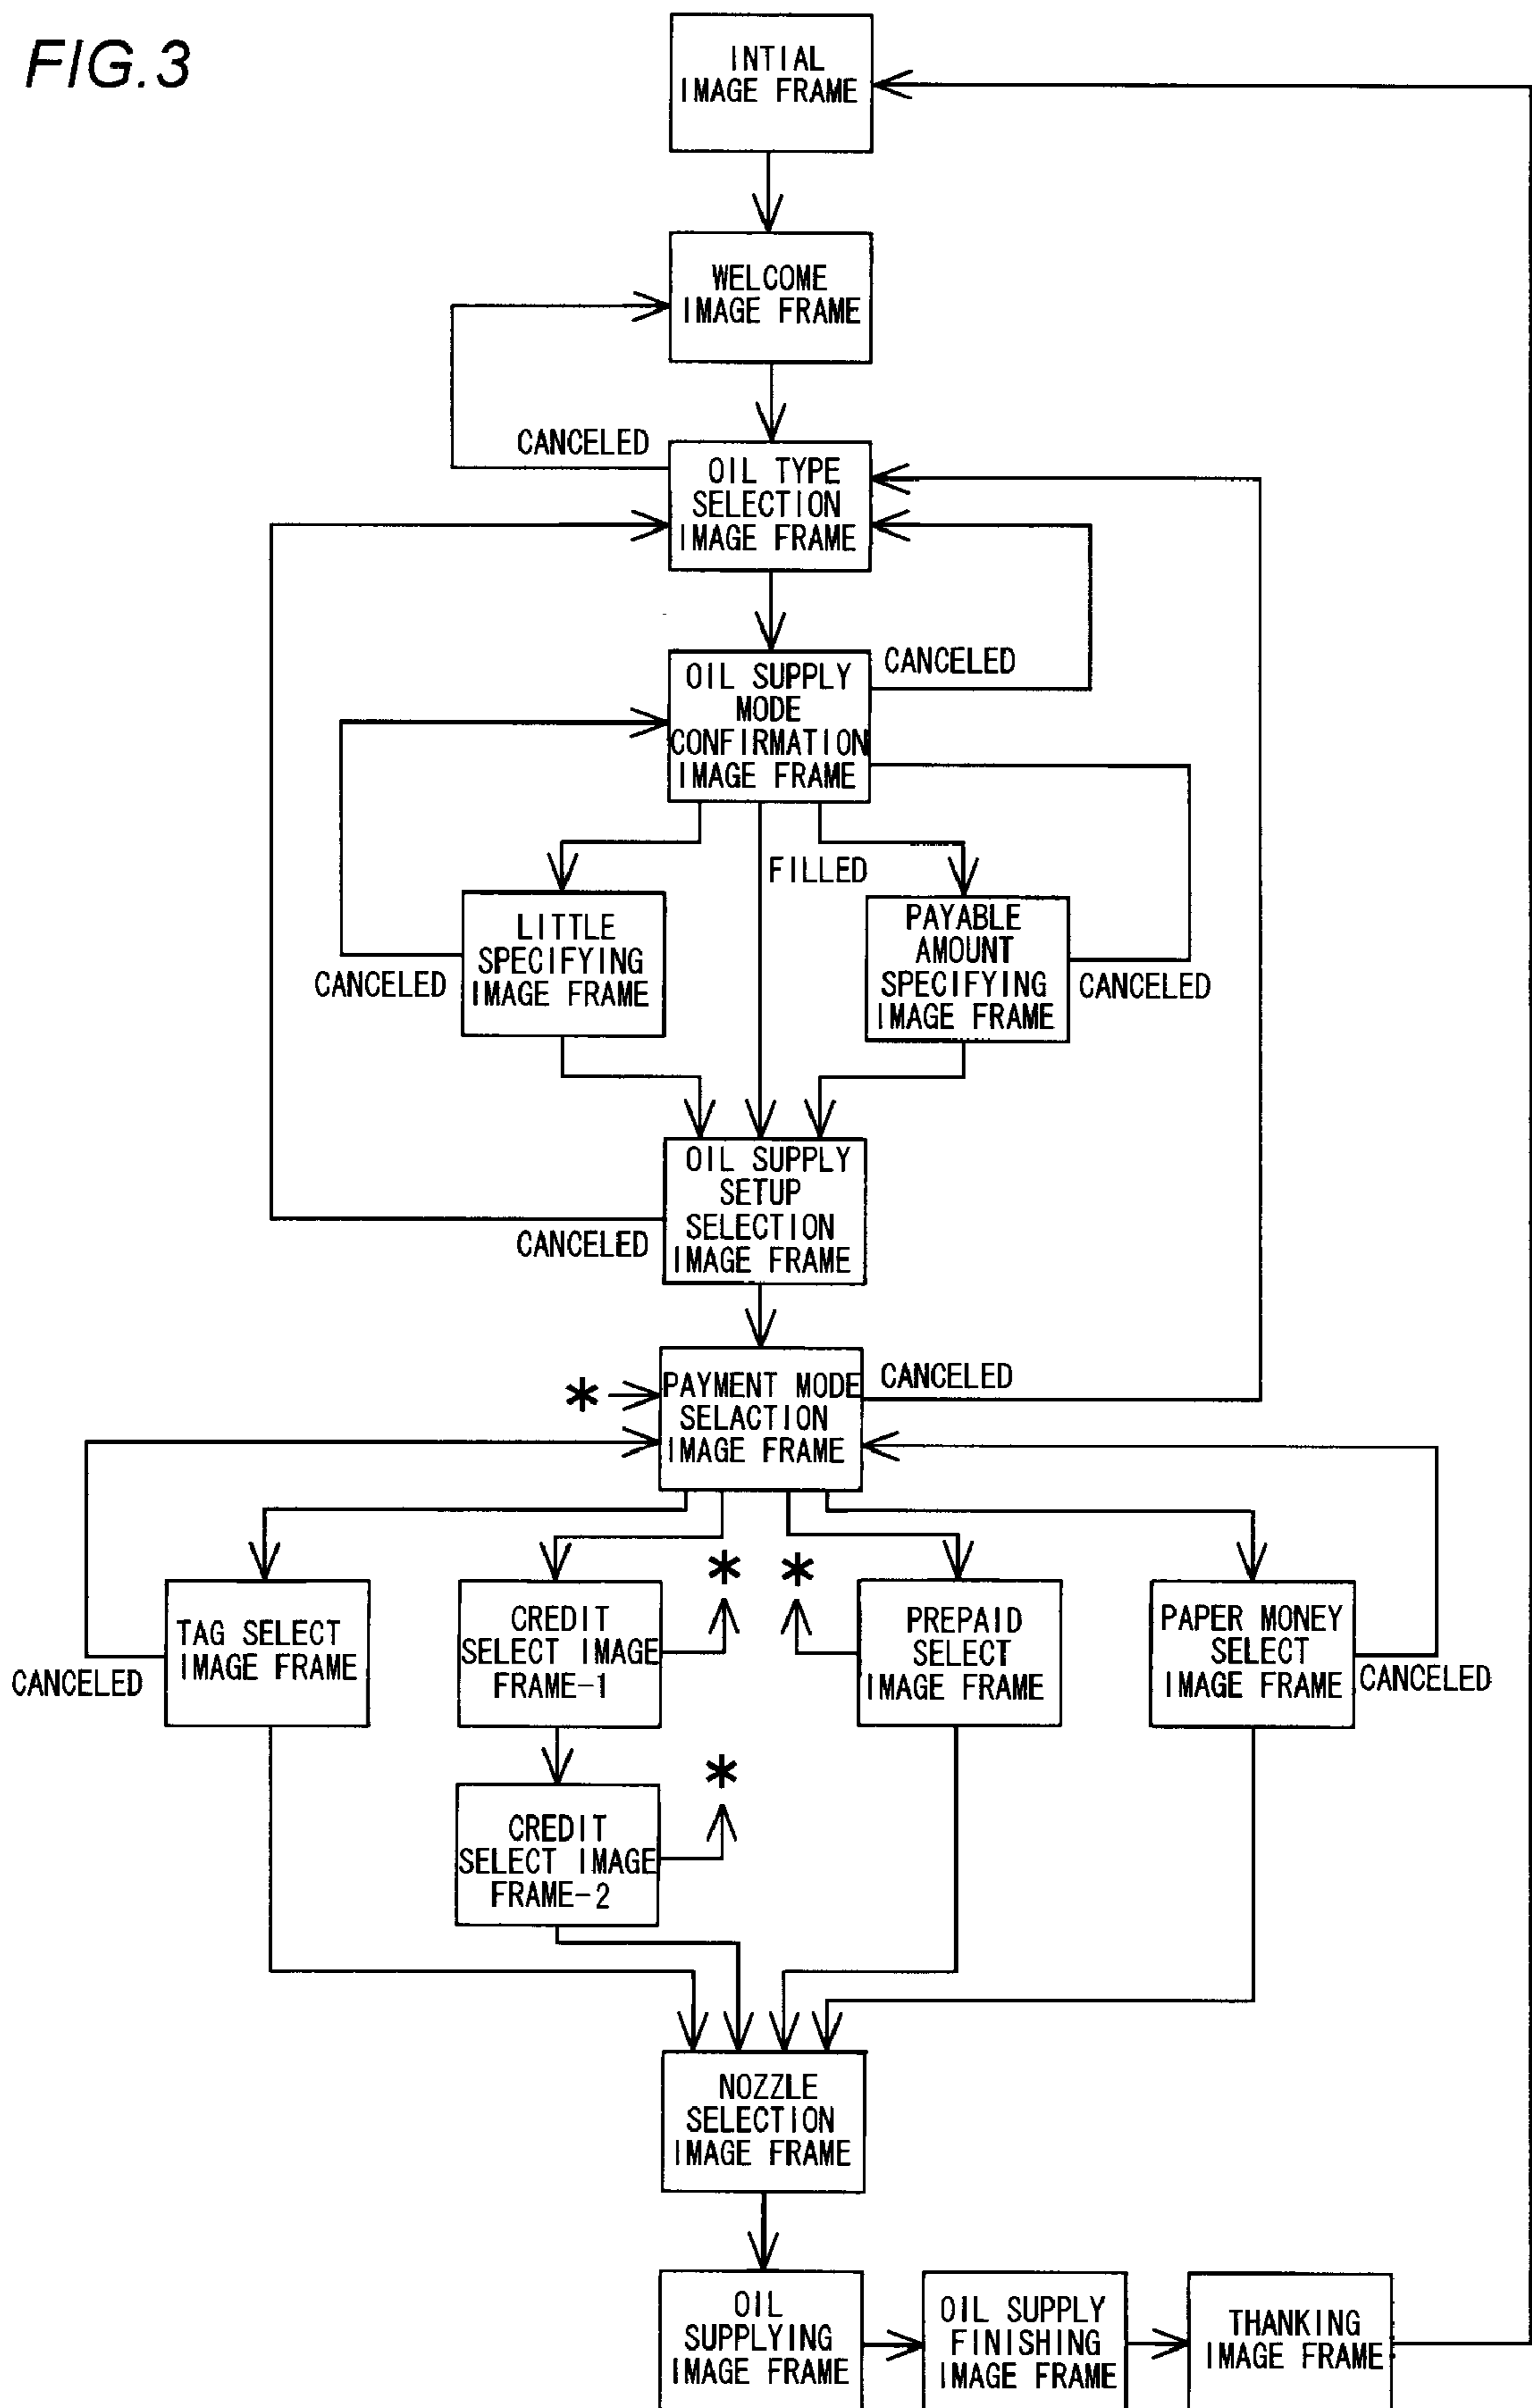 FIG.3
INTIAL
IMAGE FRAME
WELCOME
IMAGE FRAME
CANCELED
OIL TYPE
SELECTION
IMAGE FRAME
CANCELED
OIL SUPPLY
MODE
CONFIRMATION
IMAGE FRAME
FILLED
LITTLE
SPECIFYING
IMAGE FRAME
CANCELED
PAYABLE
AMOUNT
SPECIFYING
IMAGE FRAME
CANCELED
OIL SUPPLY
SETUP
SELECTION
IMAGE FRAME
CANCELED
*
PAYMENT MODE
SELACTION
IMAGE FRAME
CANCELED
TAG SELECT
IMAGE FRAME
CANCELED
CREDIT
SELECT IMAGE
FRAME-1
*
*
PREPAID
SELECT
IMAGE FRAME
PAPER MONEY
SELECT
IMAGE FRAME
CANCELED
*
CREDIT
SELECT IMAGE
FRAME-2
NOZZLE
SELECTION
IMAGE FRAME
OIL
SUPPLYING
IMAGE FRAME
OIL SUPPLY
FINISHING
IMAGE FRAME
THANKING
IMAGE FRAME